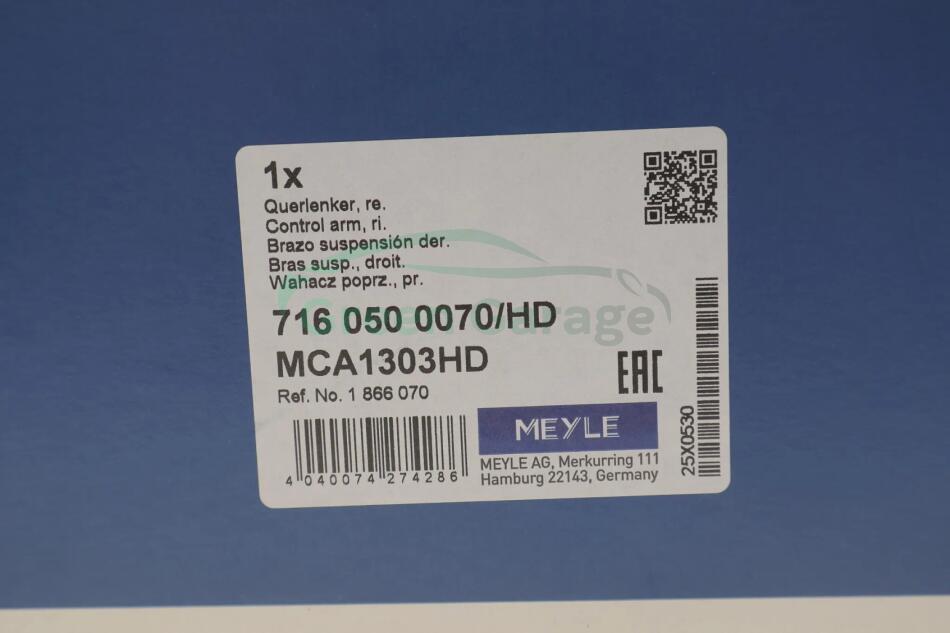 1x
Querlenker, re.
Control arm, ri.
Brazo suspensión der.
Bras susp., droit.
Wahacz poprz., pr.
Green Garage
716 050 0070/HD
MCA1303HD
Ref. No. 1 866 070
EAC
4 040074 274286
MEYLE
MEYLE AG, Merkurring 111
Hamburg 22143, Germany
25X0530